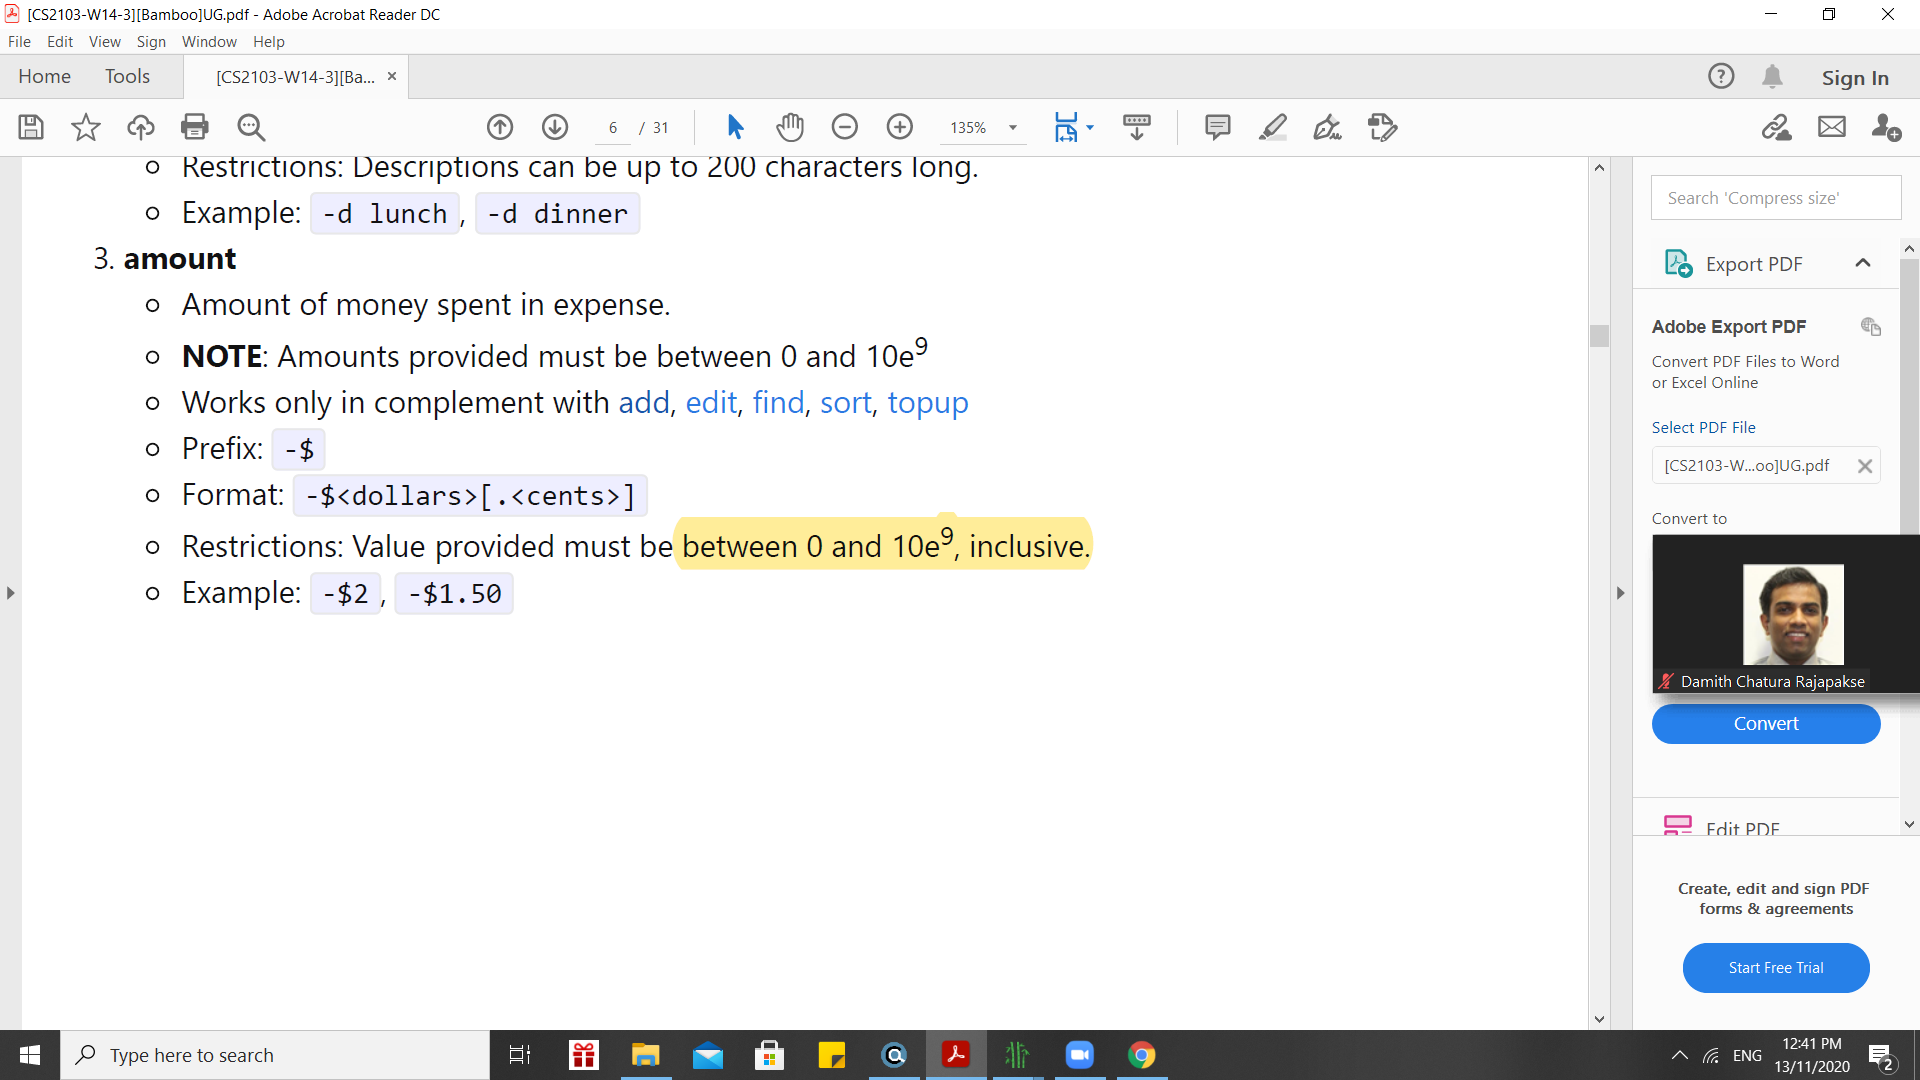 [CS2103-W14-3][Bamboo]UG.pdf - Adobe Acrobat Reader DC
File Edit View Sign Window Help
Home Tools [CS2103-W14-3][Ba... × Sign In
6 / 31 135%
Restrictions: Descriptions can be up to 200 characters long.
Example: -d lunch, -d dinner
3. amount
Amount of money spent in expense.
NOTE: Amounts provided must be between 0 and 10e⁹
Works only in complement with add, edit, find, sort, topup
Prefix: -$
Format: -$<dollars>[.<cents>]
Restrictions: Value provided must be between 0 and 10e⁹, inclusive.
Example: -$2, -$1.50
Search 'Compress size'
Export PDF
Adobe Export PDF
Convert PDF Files to Word
or Excel Online
Select PDF File
[CS2103-W...oo]UG.pdf
Convert to
Damith Chatura Rajapakse
Convert
Edit PDF
Create, edit and sign PDF
forms & agreements
Start Free Trial
Type here to search
ENG
12:41 PM
13/11/2020
2